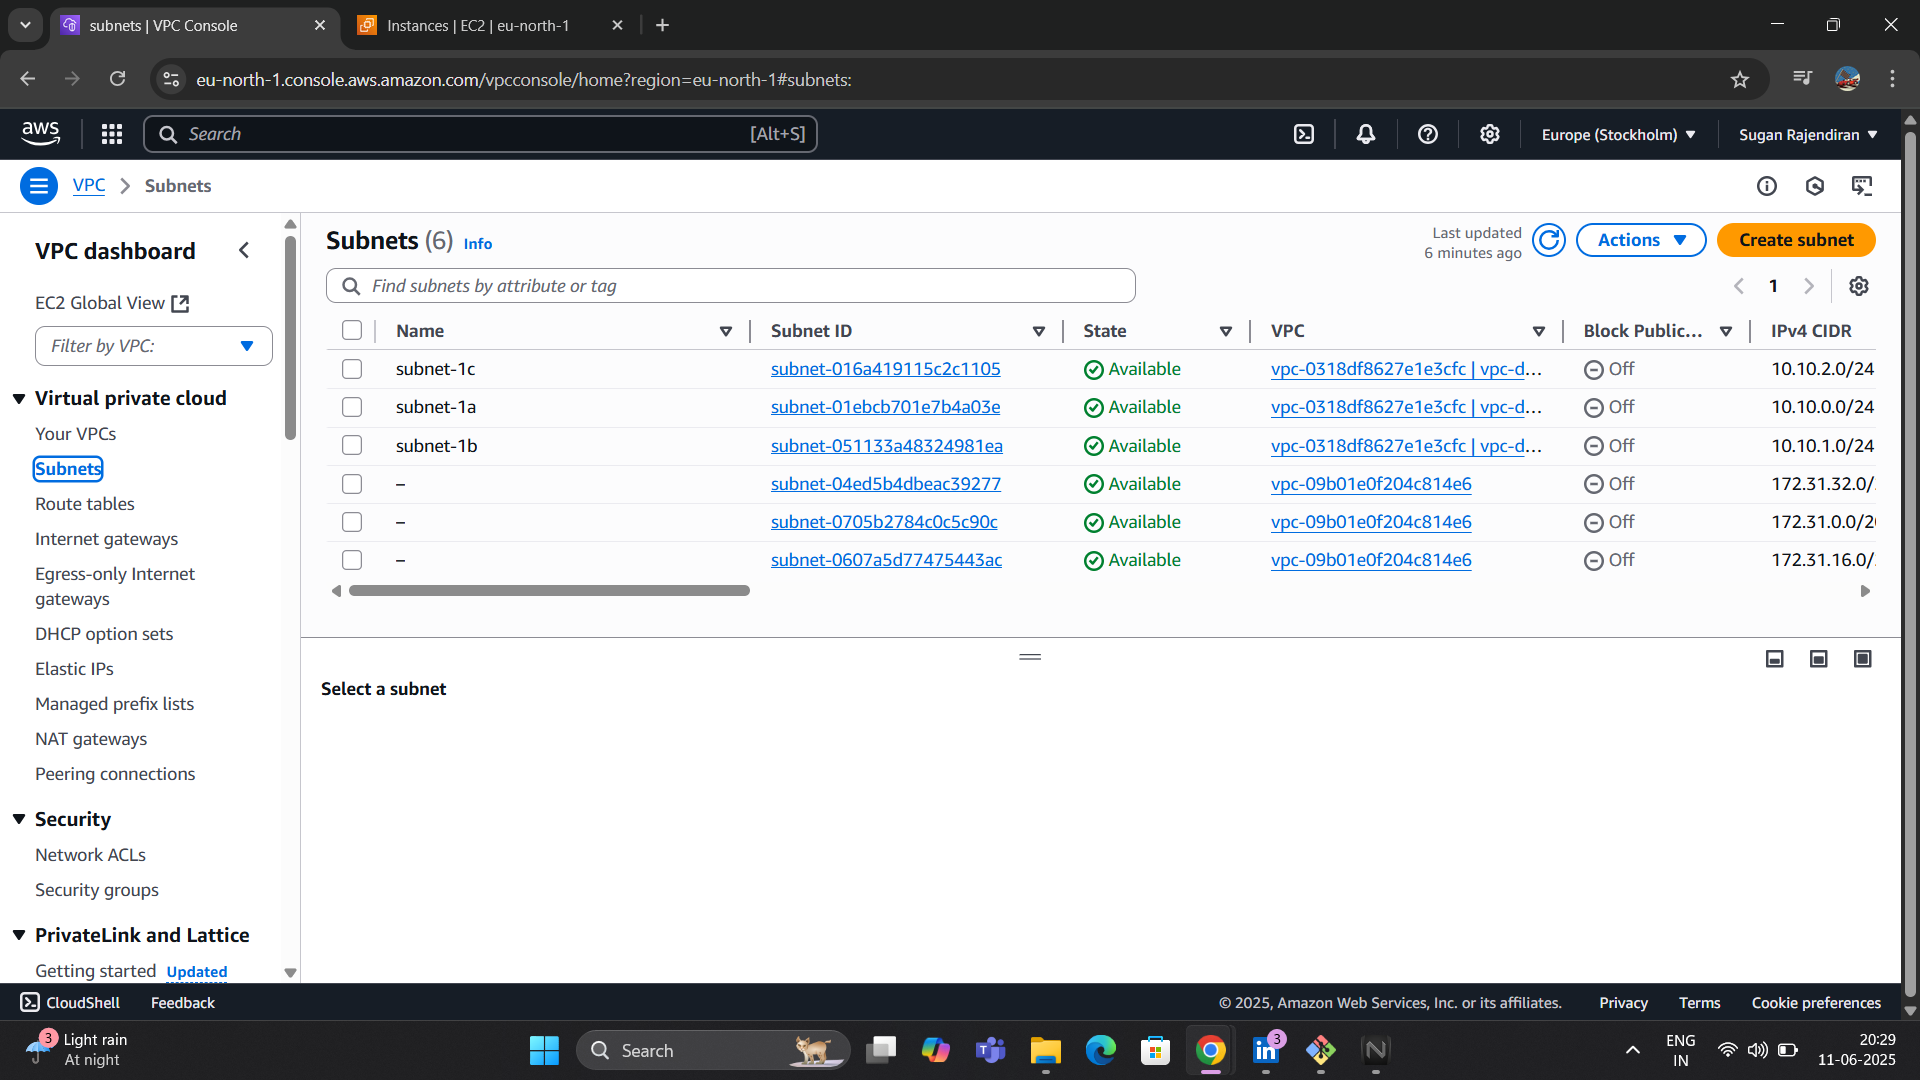 subnets | VPC Console
Instances | EC2 | eu-north-1
eu-north-1.console.aws.amazon.com/vpcconsole/home?region=eu-north-1#subnets:
aws
Search
[Alt+S]
Europe (Stockholm)
Sugan Rajendiran
VPC
Subnets
VPC dashboard
EC2 Global View
Filter by VPC:
Virtual private cloud
Your VPCs
Subnets
Route tables
Internet gateways
Egress-only Internet
gateways
DHCP option sets
Elastic IPs
Managed prefix lists
NAT gateways
Peering connections
Security
Network ACLs
Security groups
PrivateLink and Lattice
Getting started Updated
Subnets (6) Info
Last updated
6 minutes ago
Actions
Create subnet
Find subnets by attribute or tag
1
Name Subnet ID State VPC Block Public... IPv4 CIDR
subnet-1c subnet-016a419115c2c1105 Available vpc-0318df8627e1e3cfc | vpc-d... Off 10.10.2.0/24
subnet-1a subnet-01ebcb701e7b4a03e Available vpc-0318df8627e1e3cfc | vpc-d... Off 10.10.0.0/24
subnet-1b subnet-051133a48324981ea Available vpc-0318df8627e1e3cfc | vpc-d... Off 10.10.1.0/24
– subnet-04ed5b4dbeac39277 Available vpc-09b01e0f204c814e6 Off 172.31.32.0/
– subnet-0705b2784c0c5c90c Available vpc-09b01e0f204c814e6 Off 172.31.0.0/2
– subnet-0607a5d77475443ac Available vpc-09b01e0f204c814e6 Off 172.31.16.0/
Select a subnet
CloudShell
Feedback
© 2025, Amazon Web Services, Inc. or its affiliates.
Privacy
Terms
Cookie preferences
3
Light rain
At night
Search
3
ENG
IN
20:29
11-06-2025